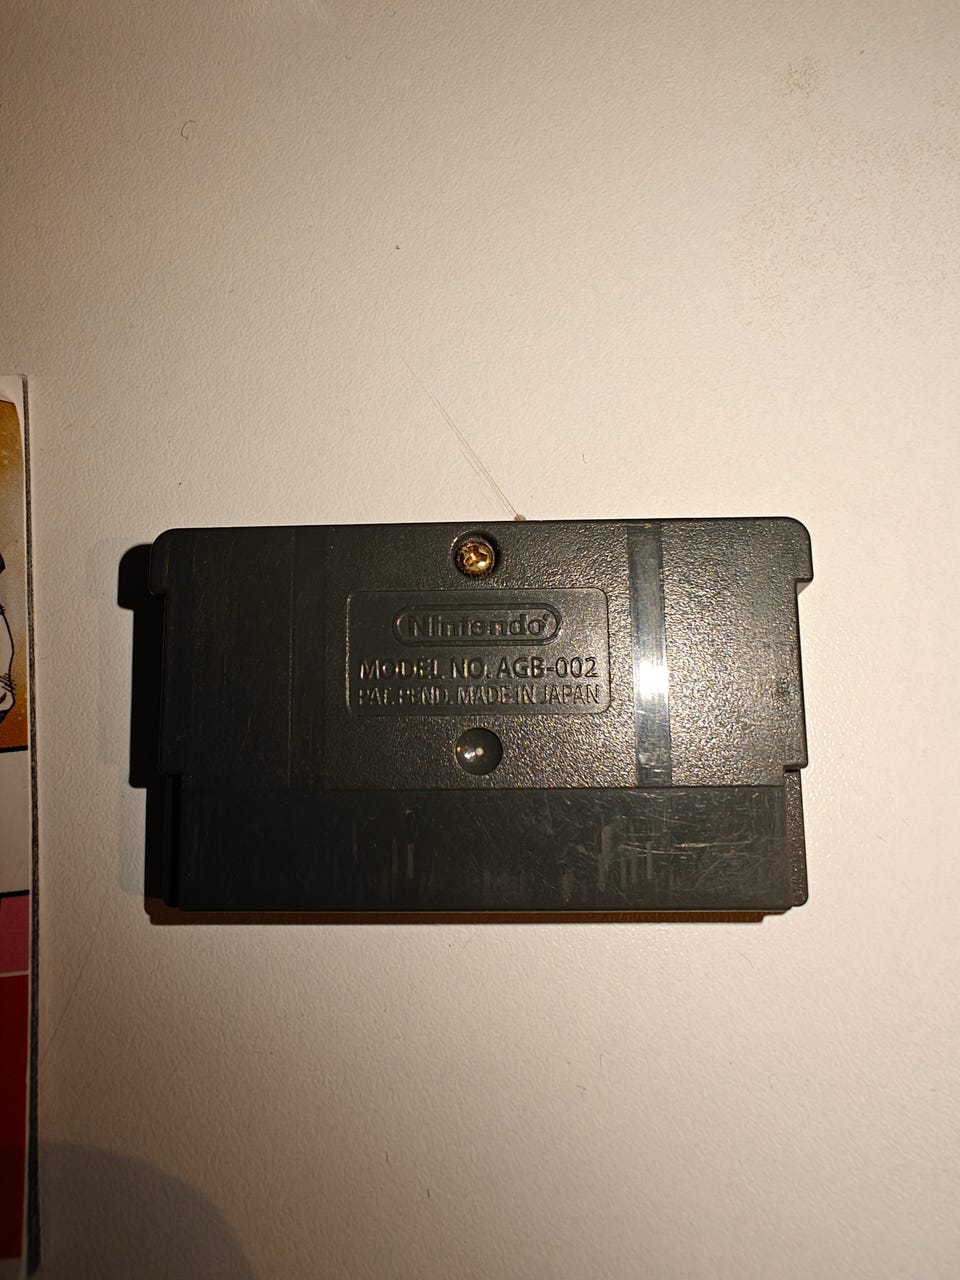 Nintendo®
MODEL NO. AGB-002
PAT. PEND. MADE IN JAPAN